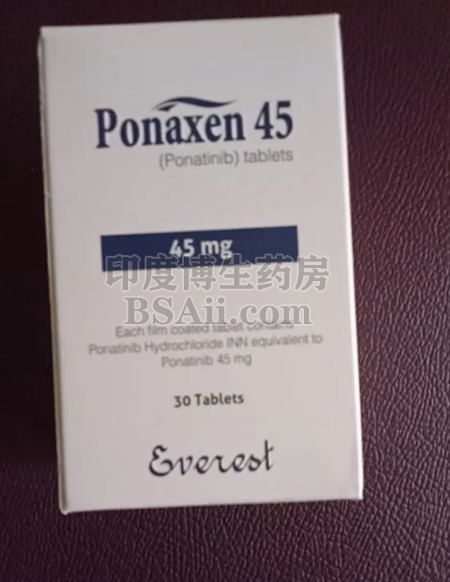 Ponaxen 45
(Ponatinib) tablets
45 mg
印度博生药房
BSAii.com
Each film coated tablet contains
Ponatinib Hydrochloride INN equivalent to
Ponatinib 45 mg
30 Tablets
Everest